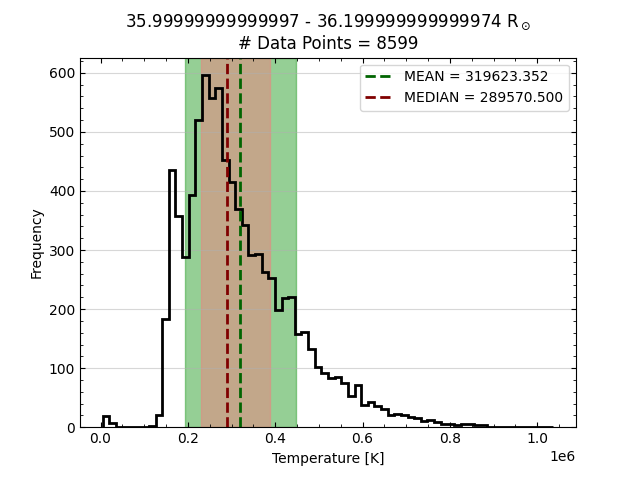 35.99999999999997 - 36.199999999999974 R⊙
# Data Points = 8599
MEAN = 319623.352
MEDIAN = 289570.500
Frequency
600
500
400
300
200
100
0
0.0 0.2 0.4 0.6 0.8 1.0
1e6
Temperature [K]